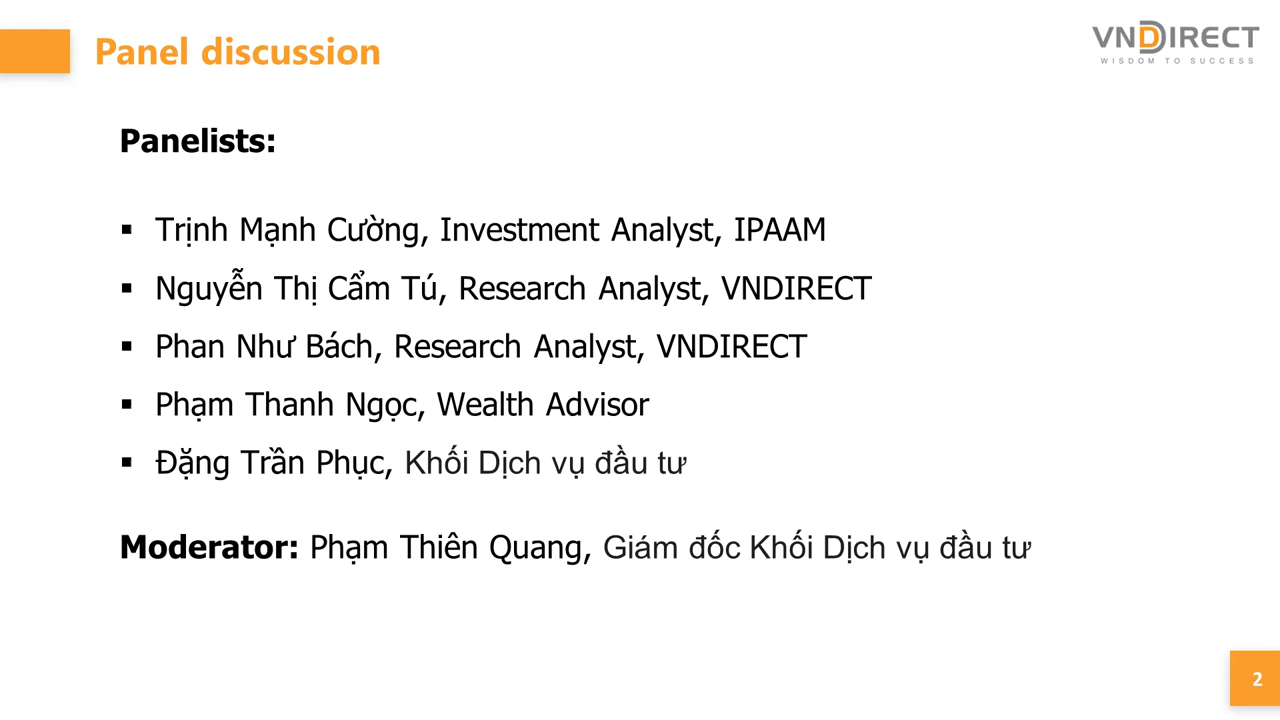 Panel discussion
VNDIRECT
WISDOM TO SUCCESS
Panelists:
▪ Trịnh Mạnh Cường, Investment Analyst, IPAAM
▪ Nguyễn Thị Cẩm Tú, Research Analyst, VNDIRECT
▪ Phan Như Bách, Research Analyst, VNDIRECT
▪ Phạm Thanh Ngọc, Wealth Advisor
▪ Đặng Trần Phục, Khối Dịch vụ đầu tư
Moderator: Phạm Thiên Quang, Giám đốc Khối Dịch vụ đầu tư
2